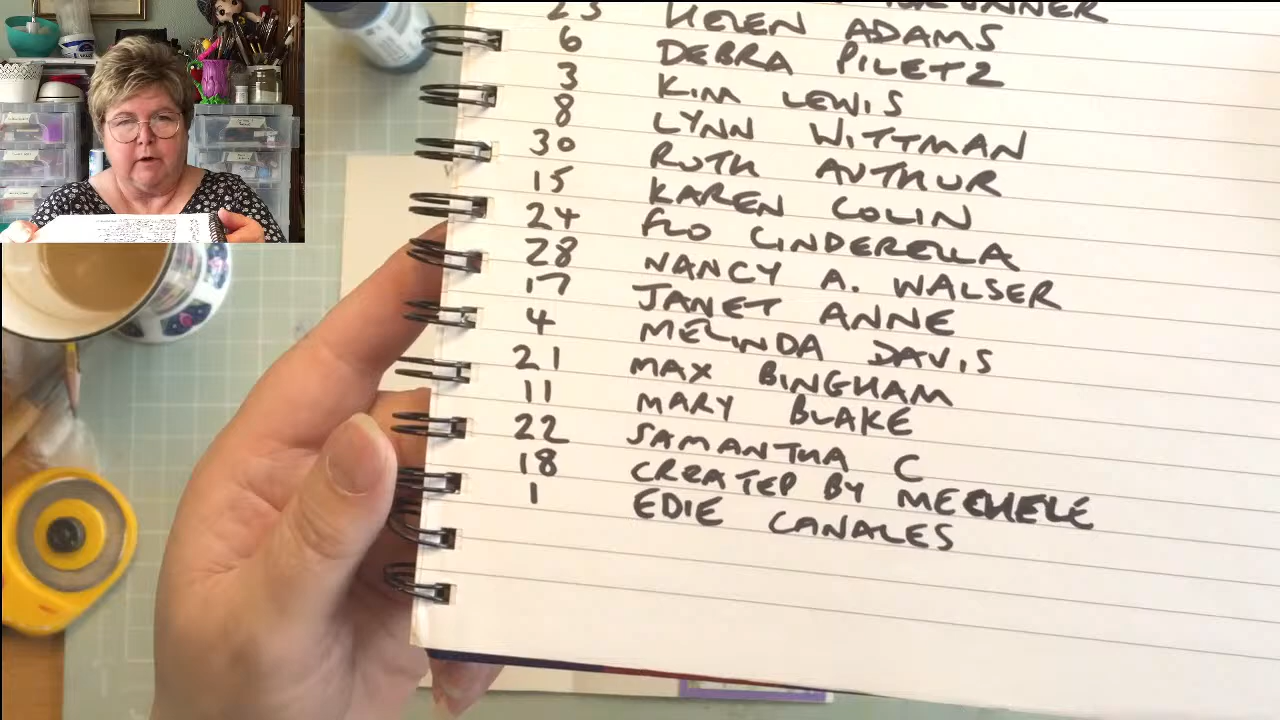 HELEN ADAMS
6 DEBRA PILETZ
3 KIM LEWIS
8 LYNN WITTMAN
30 RUTH AUTHUR
15 KAREN COLIN
24 FLO CINDERELLA
28 NANCY A. WALSER
17 JANET ANNE
4 MELINDA DAVIS
21 MAX BINGHAM
11 MARY BLAKE
22 SAMANTHA C
18 CREATED BY MECHELE
1 EDIE CANALES